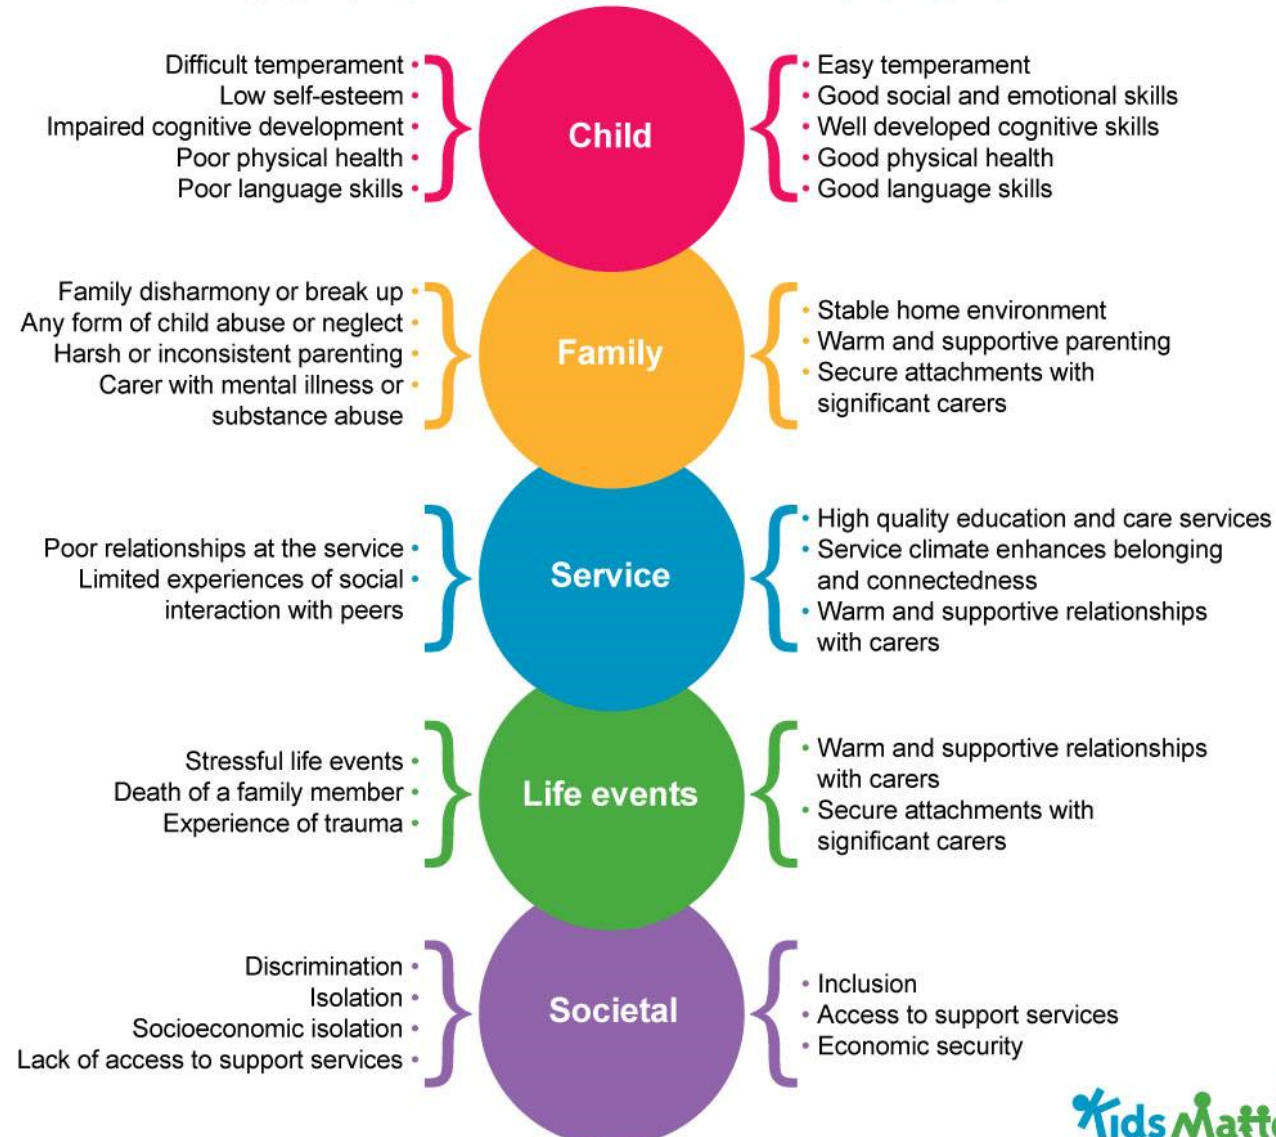 Difficult temperament •
Low self-esteem •
Impaired cognitive development •
Poor physical health •
Poor language skills •
Child
• Easy temperament
• Good social and emotional skills
• Well developed cognitive skills
• Good physical health
• Good language skills
Family disharmony or break up •
Any form of child abuse or neglect •
Harsh or inconsistent parenting •
Carer with mental illness or •
substance abuse
Family
• Stable home environment
• Warm and supportive parenting
• Secure attachments with
significant carers
Poor relationships at the service •
Limited experiences of social •
interaction with peers
Service
• High quality education and care services
• Service climate enhances belonging
and connectedness
• Warm and supportive relationships
with carers
Stressful life events •
Death of a family member •
Experience of trauma •
Life events
• Warm and supportive relationships
with carers
• Secure attachments with
significant carers
Discrimination •
Isolation •
Socioeconomic isolation •
Lack of access to support services •
Societal
• Inclusion
• Access to support services
• Economic security
Kids Matte